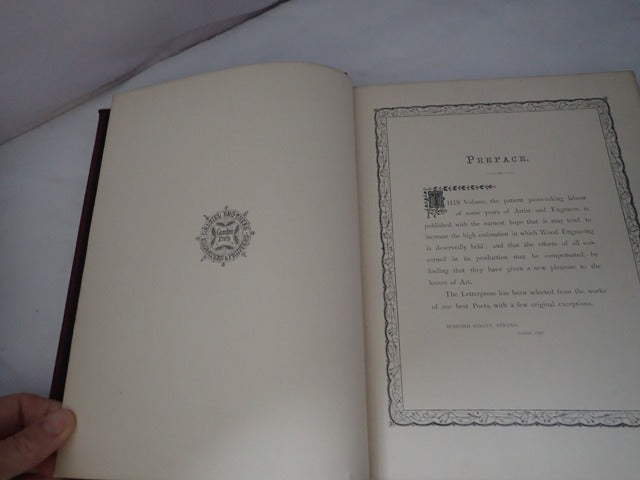 Camden
Press
PREFACE.
THIS Volume, the patient pains-taking labour
of some years of Artist and Engraver, is
published with the earnest hope that it may tend to
increase the high estimation in which Wood Engraving
is deservedly held; and that the efforts of all con-
cerned in its production may be compensated, by
finding that they have given a new pleasure to the
lovers of Art.
The Letterpress has been selected from the works
of our best Poets, with a few original exceptions.
BEDFORD STREET, STRAND,
October,